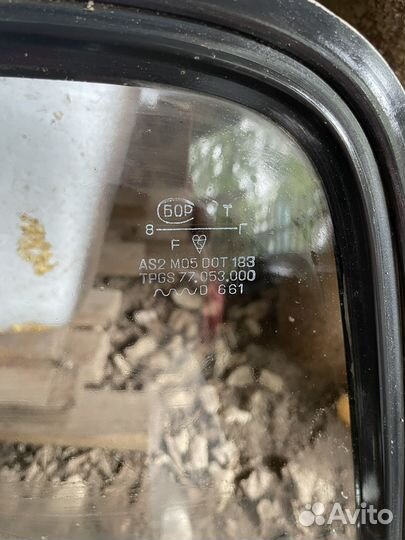 БОР Т
8 Г
F
AS2 M05 DOT 183
TPGS 77.053,000
D 661
Avito